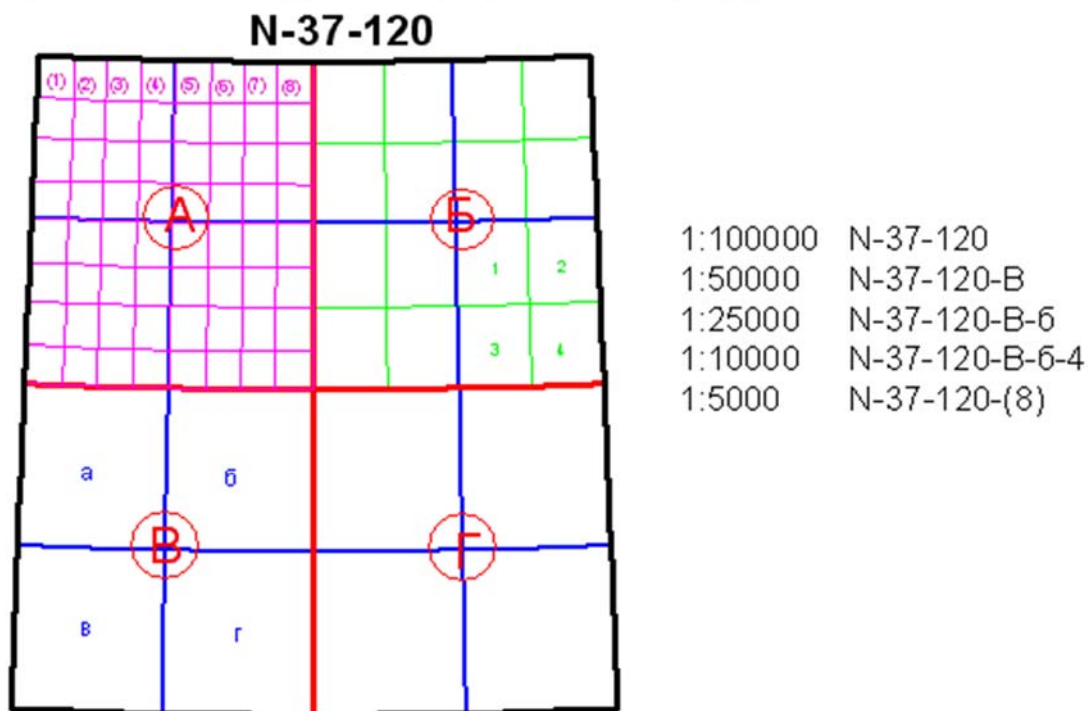 N-37-120
(1) (2) (3) (4) (5) (6) (7) (8)
А Б
1 2
3 4
а б
В Г
в г
1:100000 N-37-120
1:50000 N-37-120-В
1:25000 N-37-120-В-б
1:10000 N-37-120-В-б-4
1:5000 N-37-120-(8)